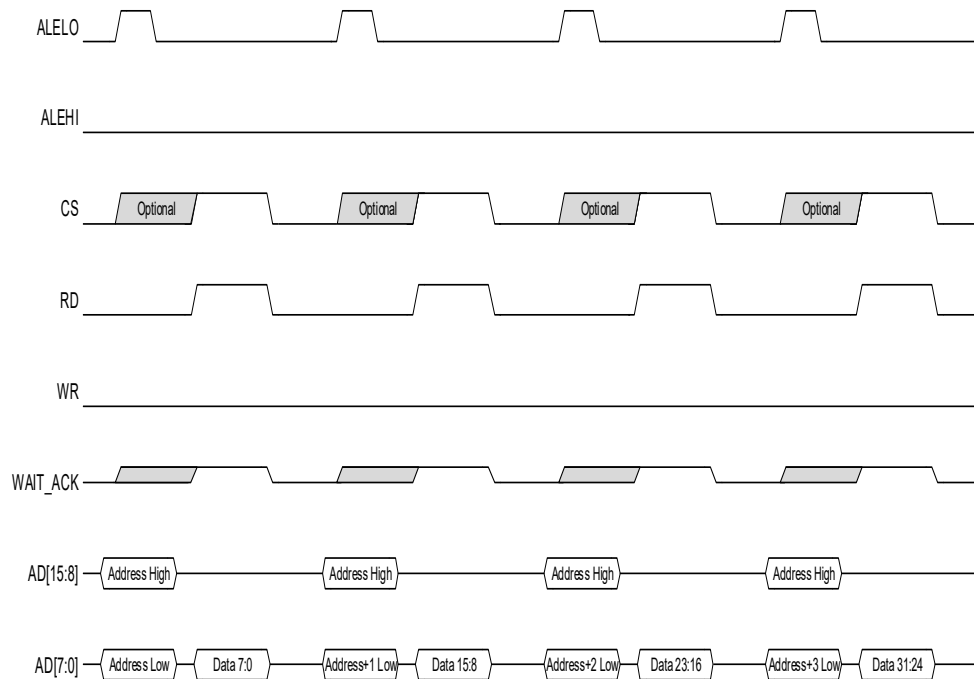 ALELO
ALEHI
CS Optional Optional Optional Optional
RD
WR
WAIT_ACK
AD[15:8] Address High Address High Address High Address High
AD[7:0] Address Low Data 7:0 Address+1 Low Data 15:8 Address+2 Low Data 23:16 Address+3 Low Data 31:24